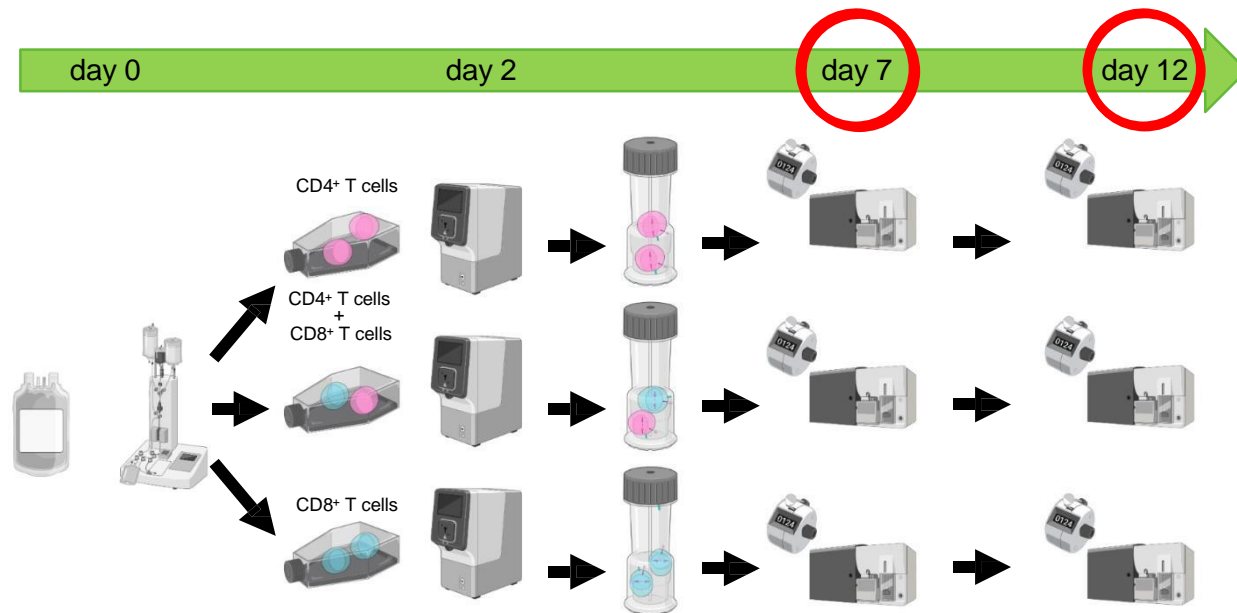 day 0
day 2
day 7
day 12
CD4⁺ T cells
0124
0124
CD4⁺ T cells
+
CD8⁺ T cells
0124
0124
CD8⁺ T cells
0124
0124